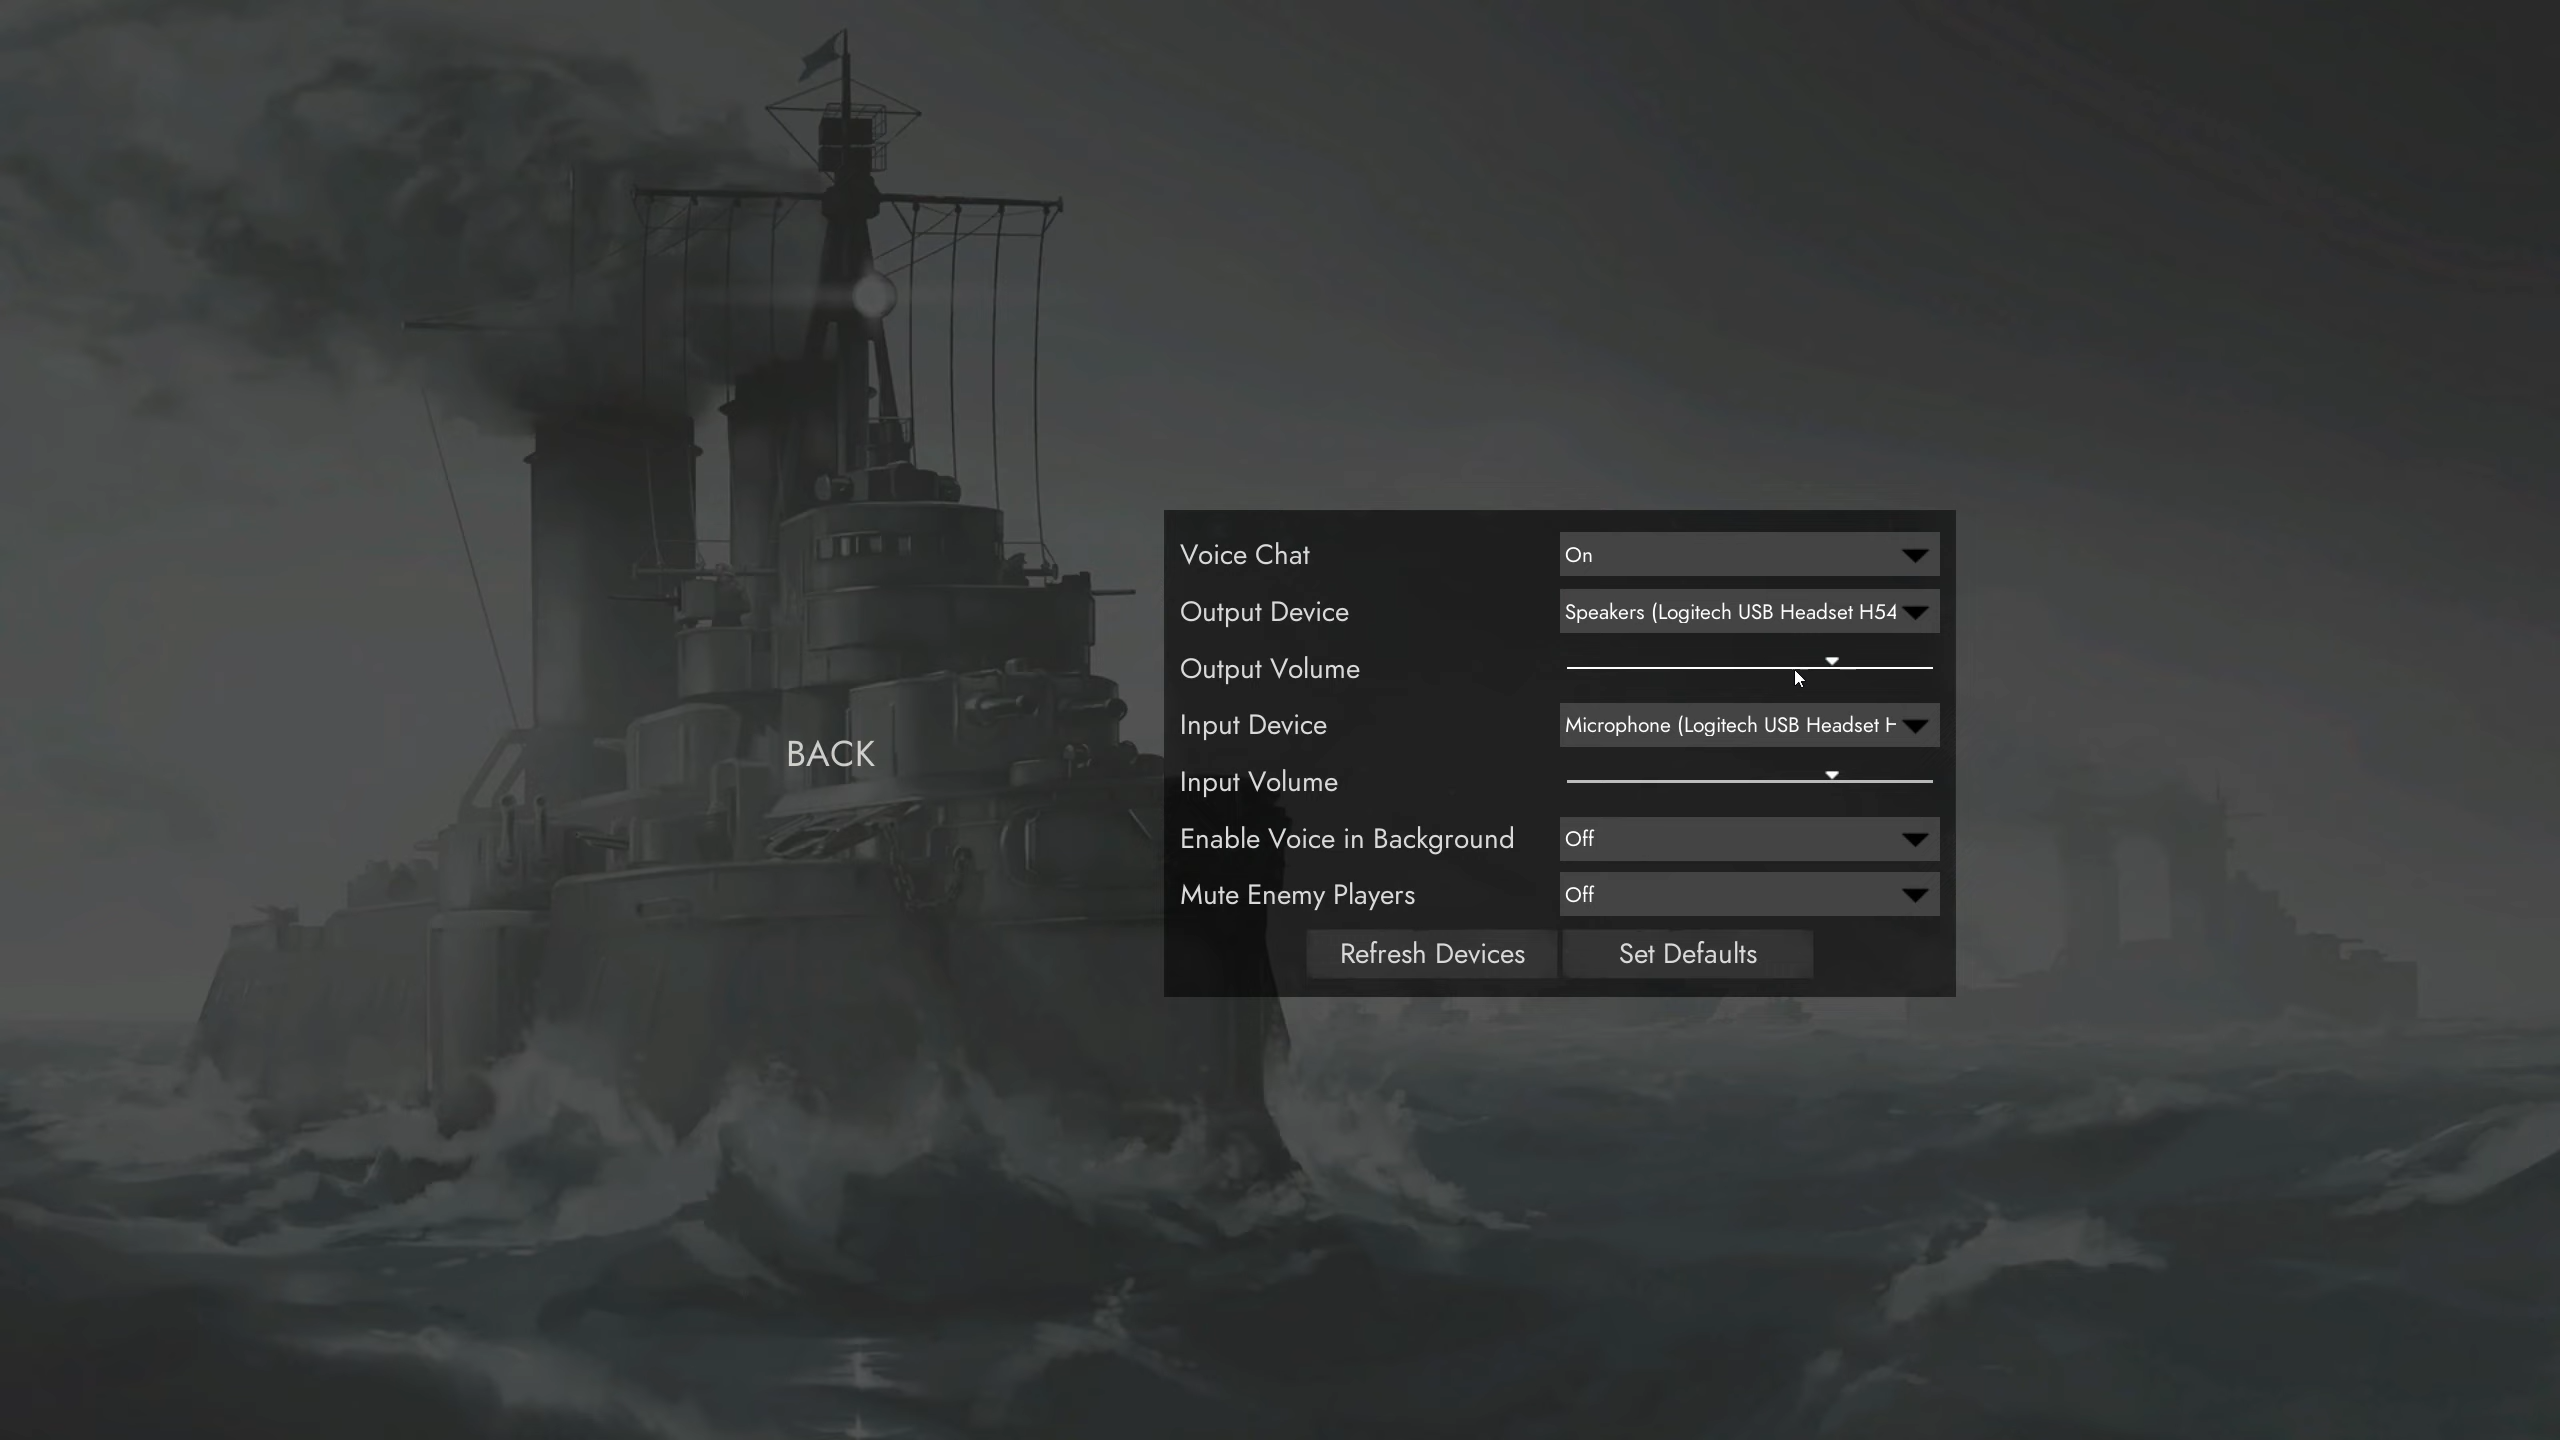 Voice Chat On
Output Device Speakers (Logitech USB Headset H54
Output Volume
Input Device Microphone (Logitech USB Headset H
BACK
Input Volume
Enable Voice in Background Off
Mute Enemy Players Off
Refresh Devices Set Defaults